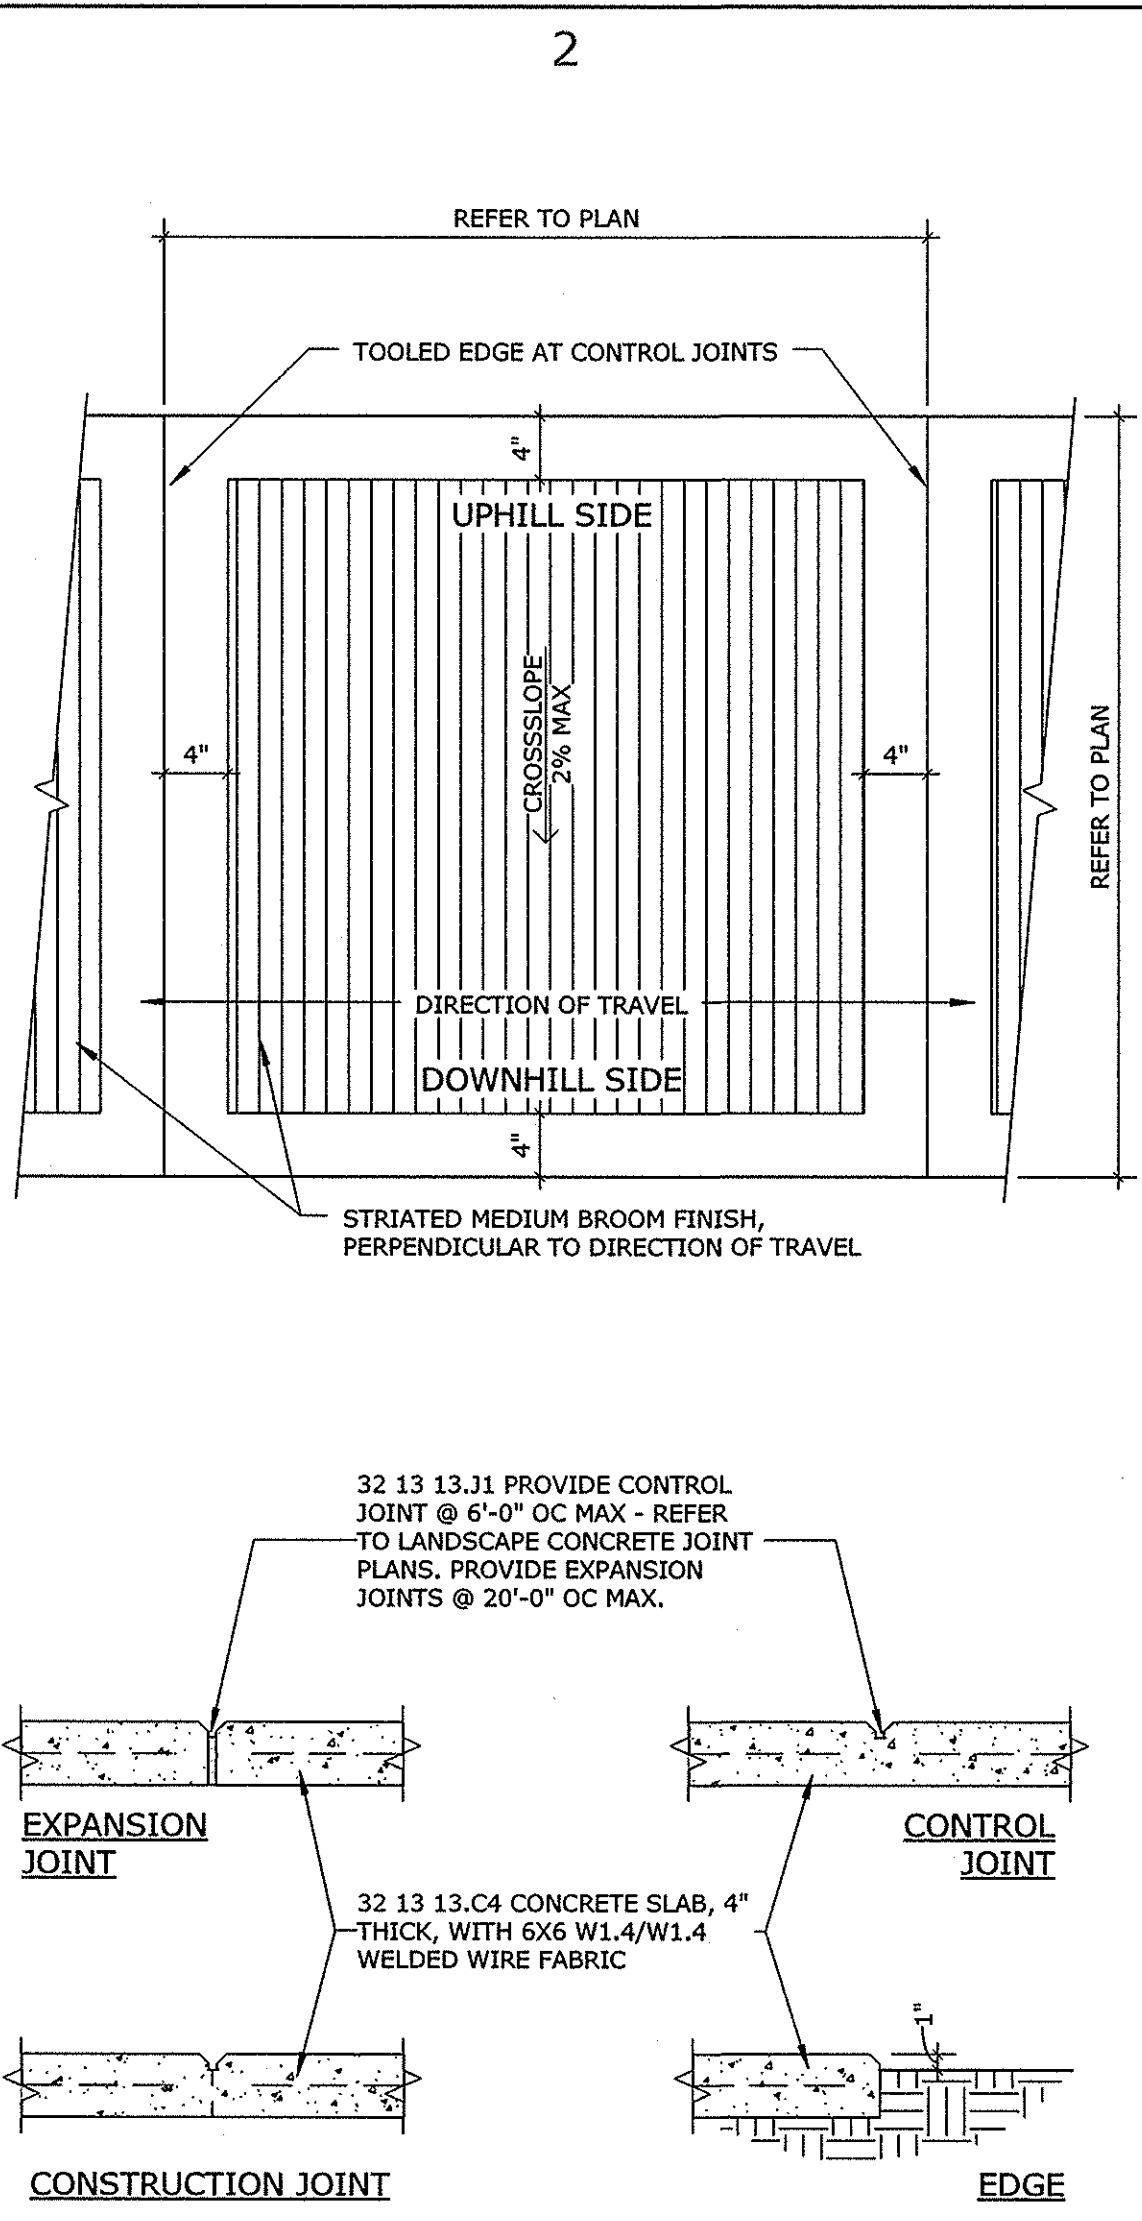 2
REFER TO PLAN
TOOLED EDGE AT CONTROL JOINTS
4"
UPHILL SIDE
CROSSSLOPE
2% MAX
4"
4"
REFER TO PLAN
DIRECTION OF TRAVEL
DOWNHILL SIDE
4"
STRIATED MEDIUM BROOM FINISH,
PERPENDICULAR TO DIRECTION OF TRAVEL
32 13 13.J1 PROVIDE CONTROL
JOINT @ 6'-0" OC MAX - REFER
TO LANDSCAPE CONCRETE JOINT
PLANS. PROVIDE EXPANSION
JOINTS @ 20'-0" OC MAX.
EXPANSION
JOINT
CONTROL
JOINT
32 13 13.C4 CONCRETE SLAB, 4"
THICK, WITH 6X6 W1.4/W1.4
WELDED WIRE FABRIC
1"
CONSTRUCTION JOINT
EDGE